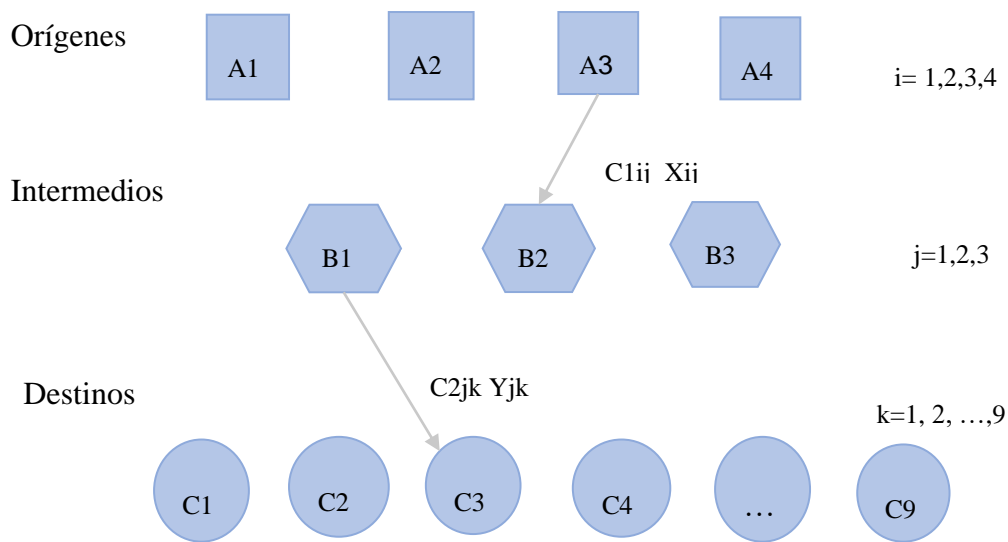 Orígenes
A1 A2 A3 A4
i= 1,2,3,4
C1ij Xij
Intermedios
B1 B2 B3
j=1,2,3
C2jk Yjk
Destinos
k=1, 2, …,9
C1 C2 C3 C4 … C9